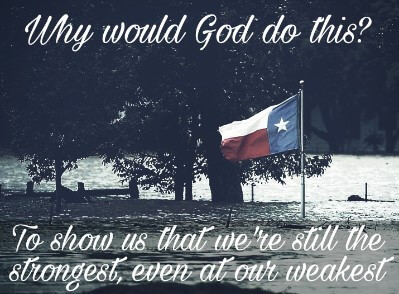 Why would God do this?
To show us that we're still the
strongest, even at our weakest